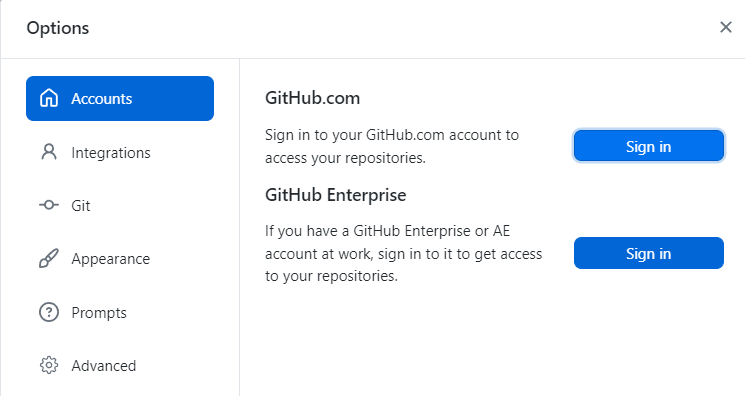 Options
Accounts
Integrations
Git
Appearance
Prompts
Advanced
GitHub.com
Sign in to your GitHub.com account to
access your repositories.
Sign in
GitHub Enterprise
If you have a GitHub Enterprise or AE
account at work, sign in to it to get access
to your repositories.
Sign in